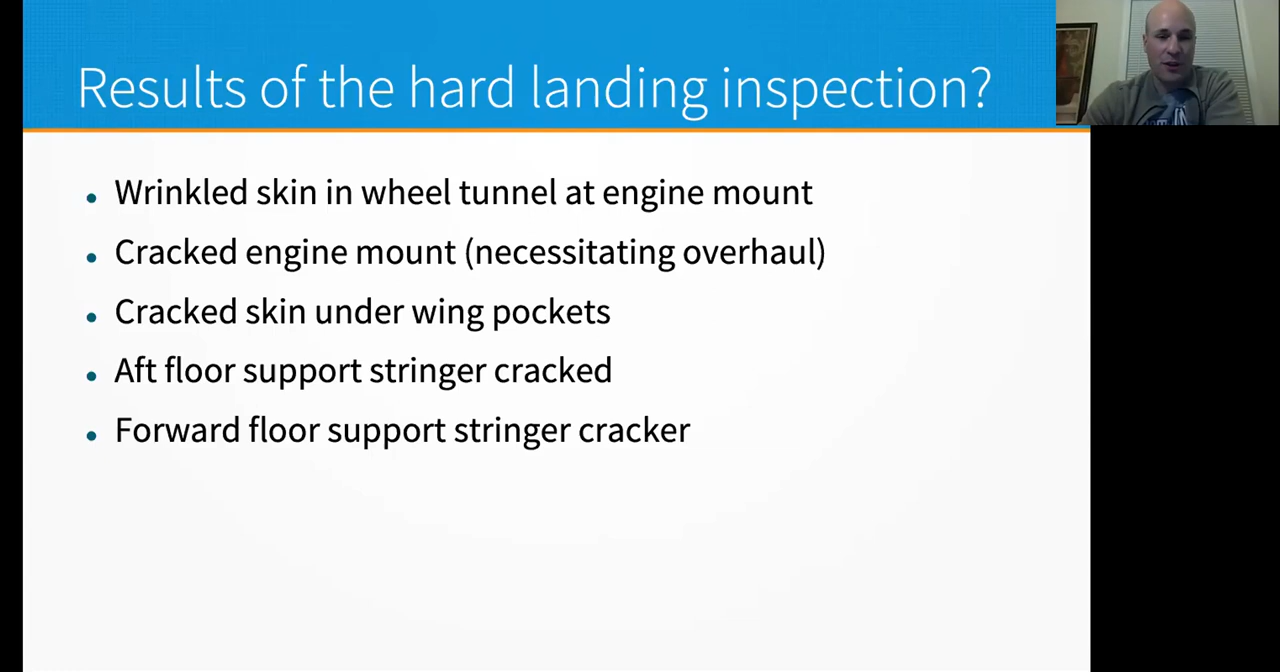 Results of the hard landing inspection?
• Wrinkled skin in wheel tunnel at engine mount
• Cracked engine mount (necessitating overhaul)
• Cracked skin under wing pockets
• Aft floor support stringer cracked
• Forward floor support stringer cracker